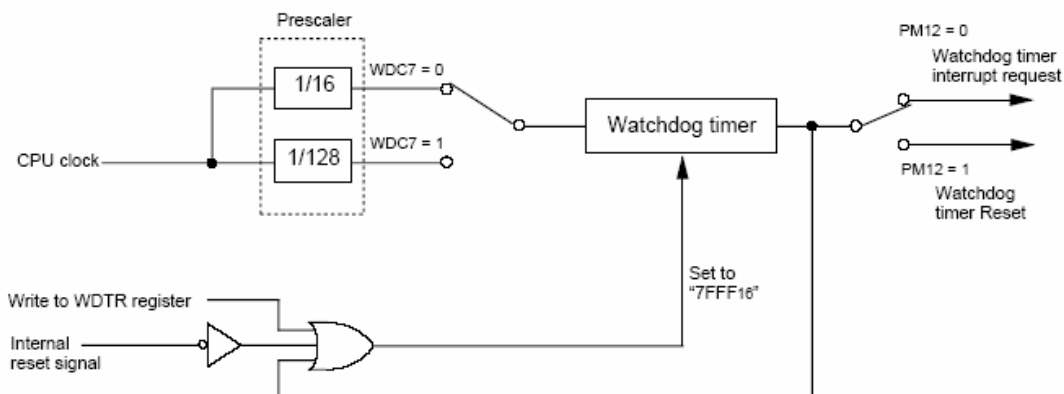 Prescaler
PM12 = 0
Watchdog timer
interrupt request
WDC7 = 0
1/16
Watchdog timer
CPU clock
1/128
WDC7 = 1
PM12 = 1
Watchdog
timer Reset
Set to
“7FFF16”
Write to WDTR register
Internal
reset signal